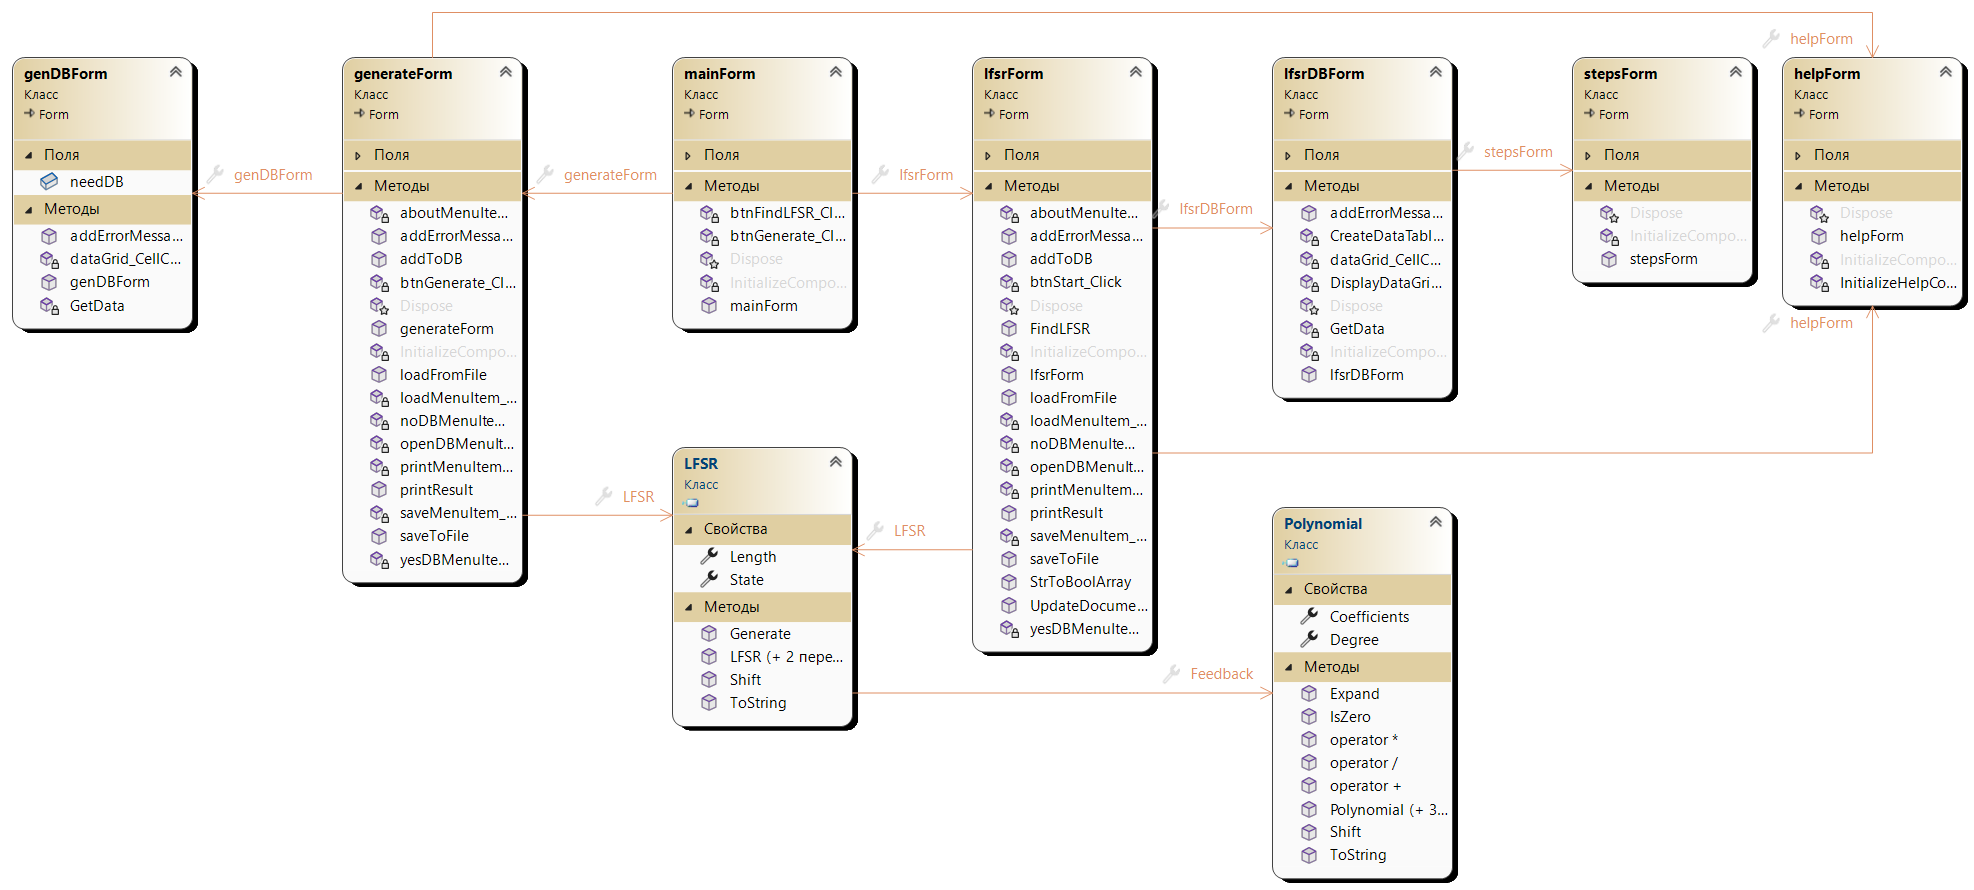 helpForm
genDBForm
Класс
Form
Поля
needDB
Методы
addErrorMessa...
dataGrid_CellC...
genDBForm
GetData
genDBForm
generateForm
Класс
Form
Поля
Методы
aboutMenuIte...
addErrorMessa...
addToDB
btnGenerate_Cl...
Dispose
generateForm
InitializeCompo...
loadFromFile
loadMenuItem_...
noDBMenuIte...
openDBMenuIt...
printMenuItem...
printResult
saveMenuItem_...
saveToFile
yesDBMenuIte...
generateForm
mainForm
Класс
Form
Поля
Методы
btnFindLFSR_Cl...
btnGenerate_Cl...
Dispose
InitializeCompo...
mainForm
lfsrForm
lfsrForm
Класс
Form
Поля
Методы
aboutMenuIte...
addErrorMessa...
addToDB
btnStart_Click
Dispose
FindLFSR
InitializeCompo...
lfsrForm
loadFromFile
loadMenuItem_...
noDBMenuIte...
openDBMenuIt...
printMenuItem...
printResult
saveMenuItem_...
saveToFile
StrToBoolArray
UpdateDocume...
yesDBMenuIte...
lfsrDBForm
lfsrDBForm
Класс
Form
Поля
Методы
addErrorMessa...
CreateDataTabl...
dataGrid_CellC...
DisplayDataGri...
Dispose
GetData
InitializeCompo...
lfsrDBForm
stepsForm
stepsForm
Класс
Form
Поля
Методы
Dispose
InitializeCompo...
stepsForm
helpForm
Класс
Form
Поля
Методы
Dispose
helpForm
InitializeCompo...
InitializeHelpCo...
helpForm
LFSR
LFSR
Класс
Свойства
Length
State
Методы
Generate
LFSR (+ 2 пере...
Shift
ToString
LFSR
Feedback
Polynomial
Класс
Свойства
Coefficients
Degree
Методы
Expand
IsZero
operator *
operator /
operator +
Polynomial (+ 3...
Shift
ToString